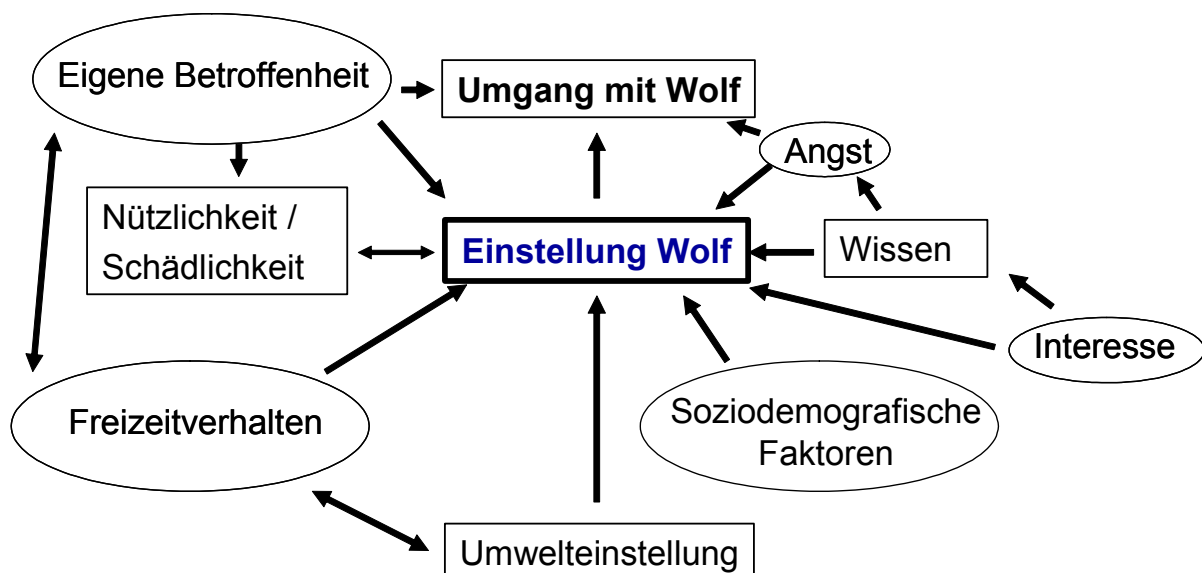 Eigene Betroffenheit
Umgang mit Wolf
Angst
Nützlichkeit /
Schädlichkeit
Einstellung Wolf
Wissen
Interesse
Freizeitverhalten
Soziodemografische
Faktoren
Umwelteinstellung